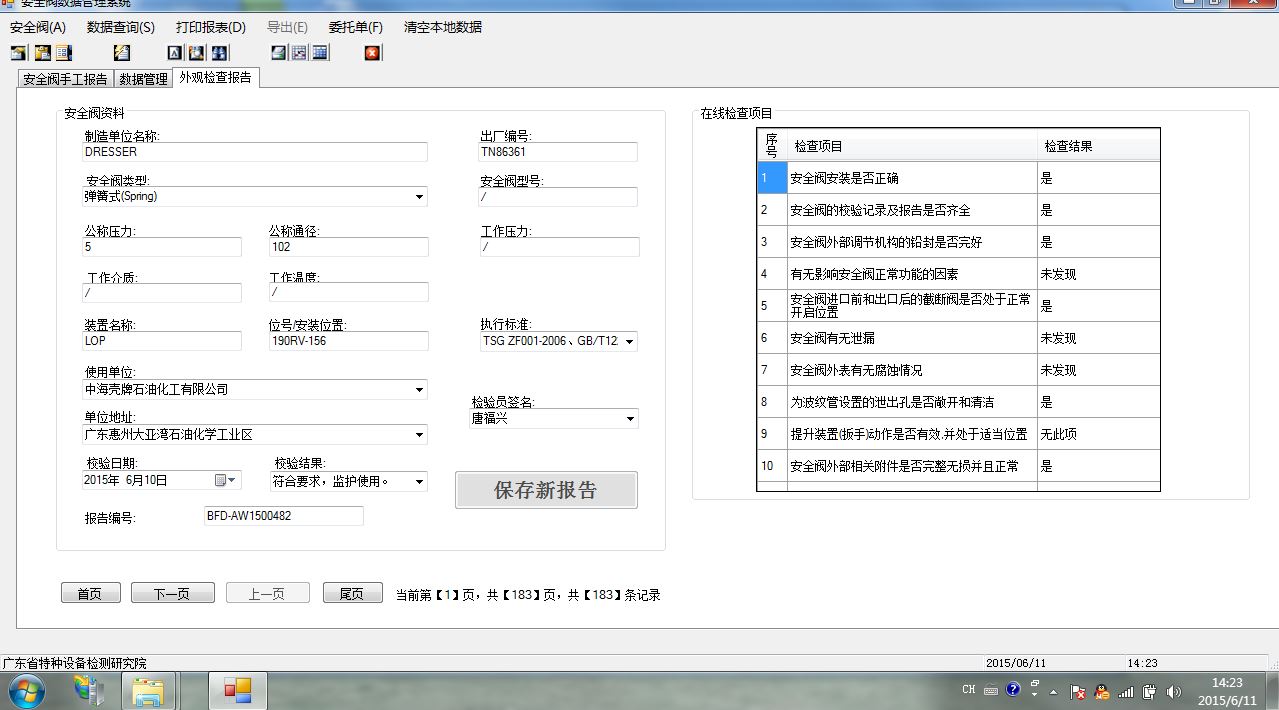 安全阀数据管理系统
安全阀(A) 数据查询(S) 打印报表(D) 导出(E) 委托单(F) 清空本地数据
安全阀手工报告 数据管理 外观检查报告
安全阀资料
制造单位名称: 出厂编号:
DRESSER TN86361
安全阀类型: 安全阀型号:
弹簧式(Spring) /
公称压力: 公称通径: 工作压力:
5 102 /
工作介质: 工作温度:
/ /
装置名称: 位号/安装位置: 执行标准:
LOP 190RV-156 TSG ZF001-2006、GB/T12
使用单位:
中海壳牌石油化工有限公司
检验员签名:
唐福兴
单位地址:
广东惠州大亚湾石油化学工业区
校验日期: 校验结果:
2015年 6月10日 符合要求，监护使用。
保存新报告
报告编号: BFD-AW1500482
首页 下一页 上一页 尾页 当前第【1】页，共【183】页，共【183】条记录
在线检查项目
序号 检查项目 检查结果
1 安全阀安装是否正确 是
2 安全阀的校验记录及报告是否齐全 是
3 安全阀外部调节机构的铅封是否完好 是
4 有无影响安全阀正常功能的因素 未发现
5 安全阀进口前和出口后的截断阀是否处于正常
开启位置 是
6 安全阀有无泄漏 未发现
7 安全阀外表有无腐蚀情况 未发现
8 为波纹管设置的泄出孔是否敞开和清洁 是
9 提升装置(扳手)动作是否有效,并处于适当位置 无此项
10 安全阀外部相关附件是否完整无损并且正常 是
广东省特种设备检测研究院 2015/06/11 14:23
CH 14:23
2015/6/11